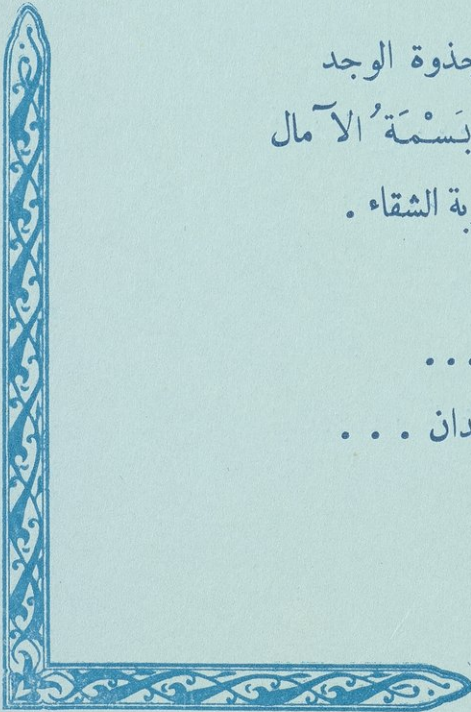 حذوة الوجد
بَسْمَةُ الآمال
بة الشقاء .
...
دان ...